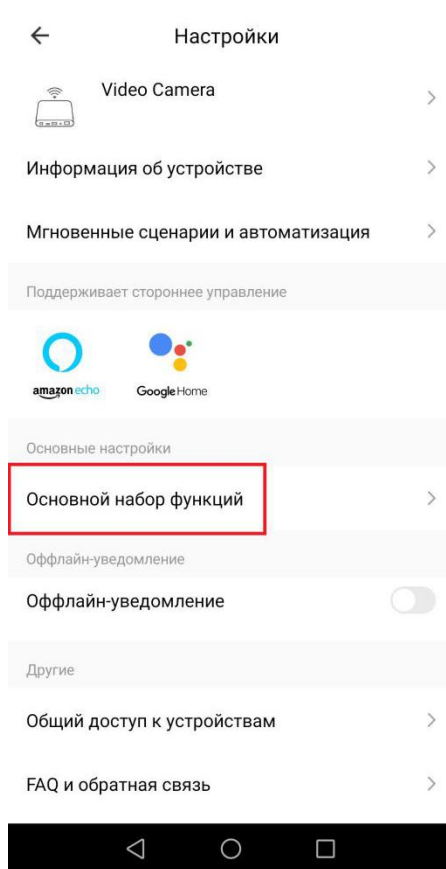 Настройки
Video Camera
Информация об устройстве
Мгновенные сценарии и автоматизация
Поддерживает стороннее управление
amazon echo
Google Home
Основные настройки
Основной набор функций
Оффлайн-уведомление
Оффлайн-уведомление
Другие
Общий доступ к устройствам
FAQ и обратная связь